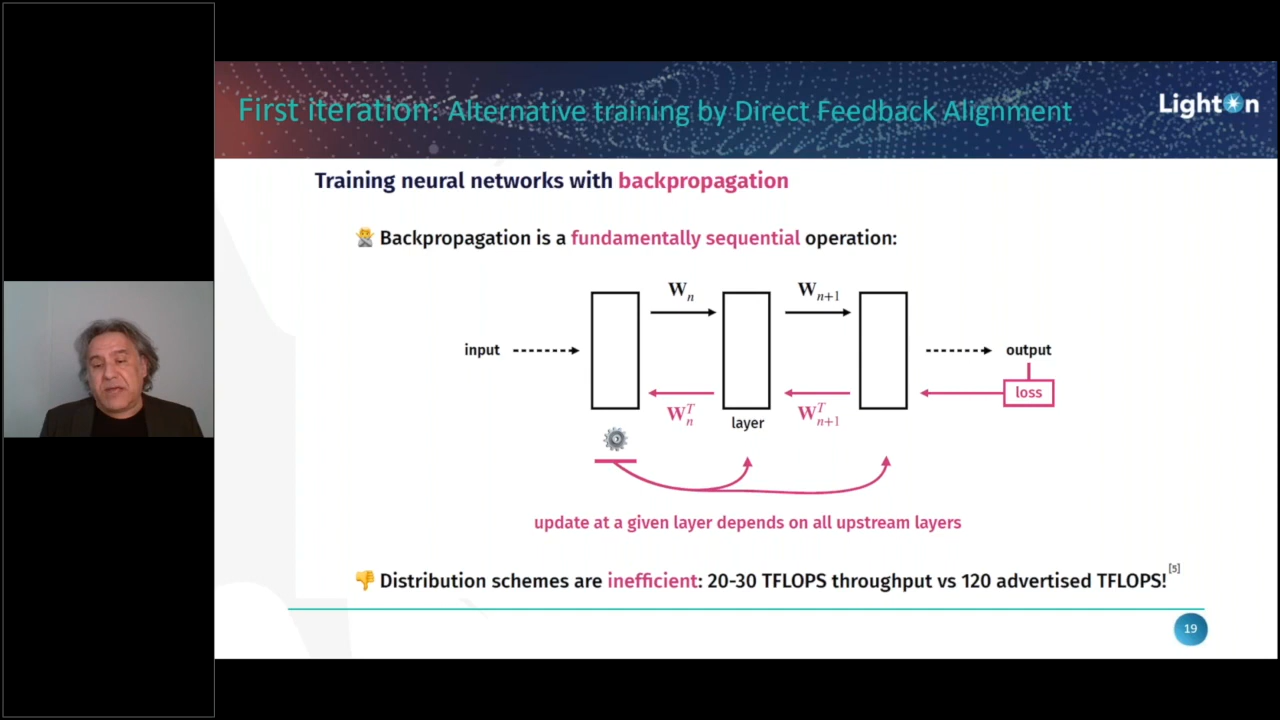 First iteration: Alternative training by Direct Feedback Alignment
LightOn
Training neural networks with backpropagation
Backpropagation is a fundamentally sequential operation:
W_n
W_{n+1}
input
output
loss
W_n^T
W_{n+1}^T
layer
update at a given layer depends on all upstream layers
Distribution schemes are inefficient: 20-30 TFLOPS throughput vs 120 advertised TFLOPS! [5]
19